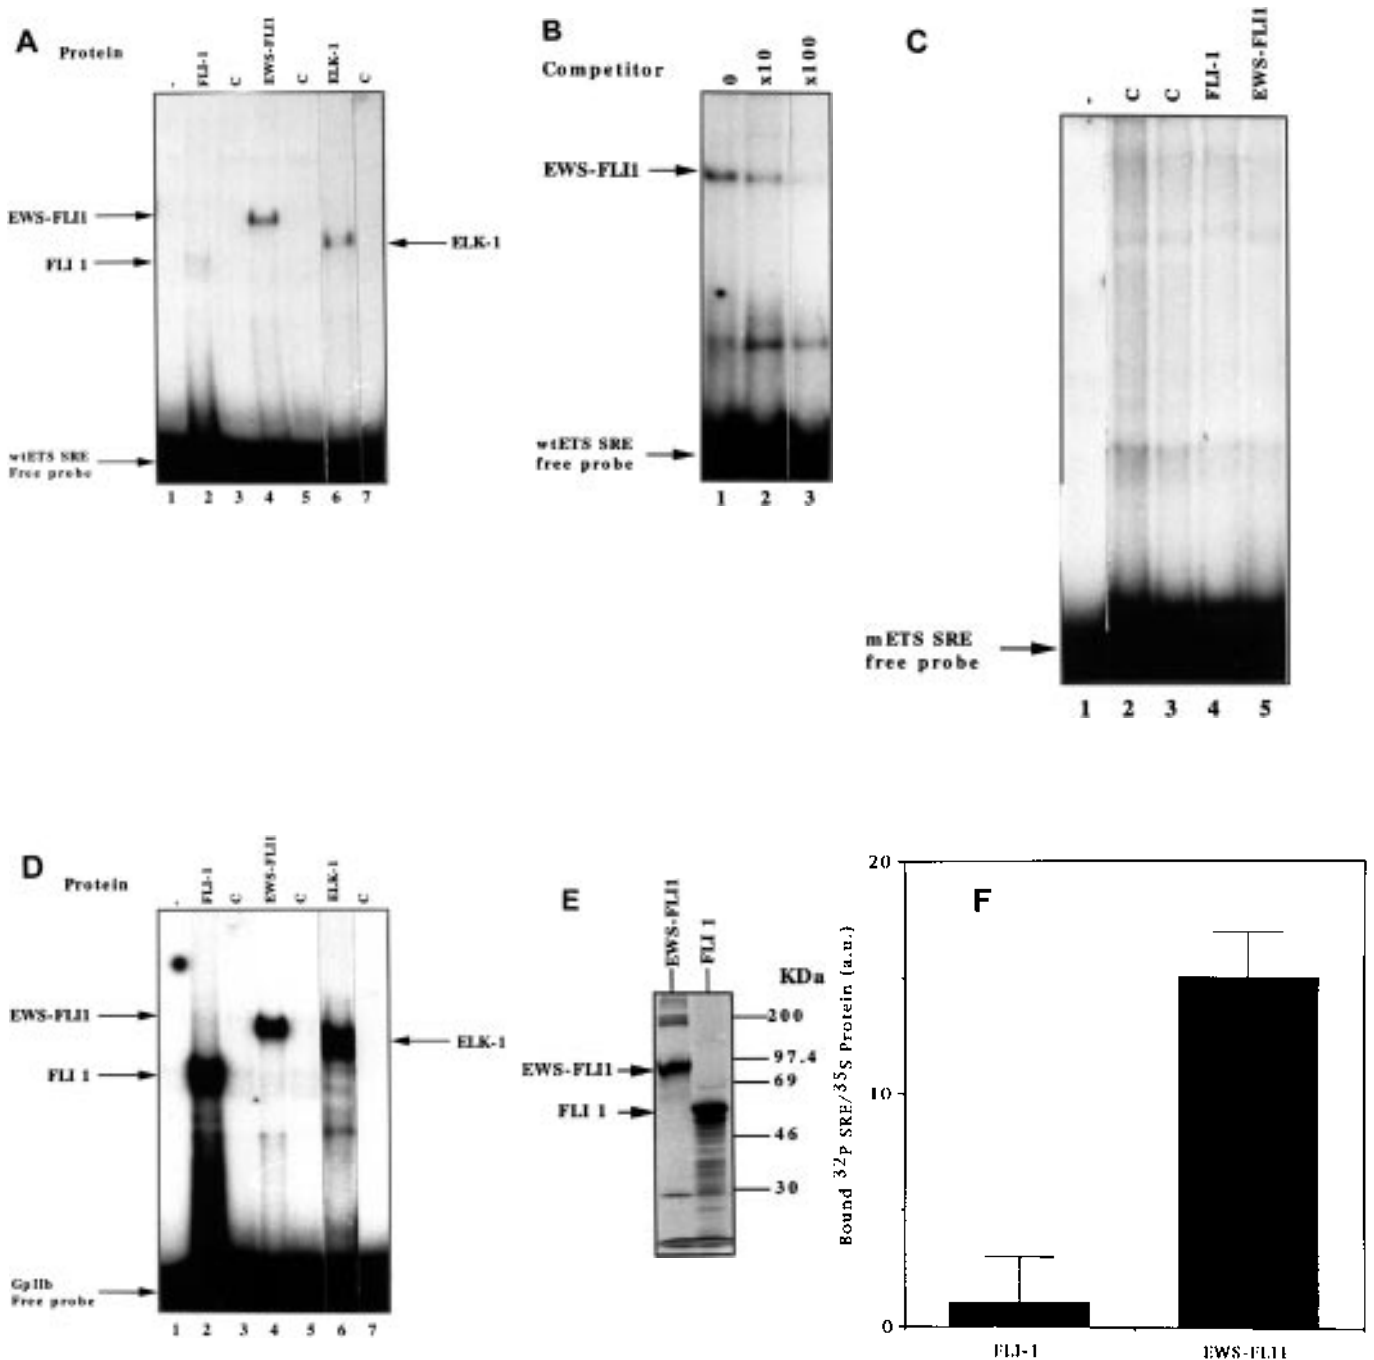 A
Protein
- FLI-1 C EWS-FLI1 C ELK-1 C
EWS-FLI1
FLI 1
ELK-1
wtETS SRE
Free probe
1 2 3 4 5 6 7
B
Competitor
0 x10 x100
EWS-FLI1
wtETS SRE
free probe
1 2 3
C
- C C FLI-1 EWS-FLI1
mETS SRE
free probe
1 2 3 4 5
D
Protein
- FLI-1 C EWS-FLI1 C ELK-1 C
EWS-FLI1
FLI 1
ELK-1
GpIIb
Free probe
1 2 3 4 5 6 7
E
EWS-FLI1 FLI 1
KDa
200
97.4
69
46
30
EWS-FLI1
FLI 1
F
Bound 32P SRE/35S Protein (a.u.)
20
10
0
FLI-1 EWS-FLI1